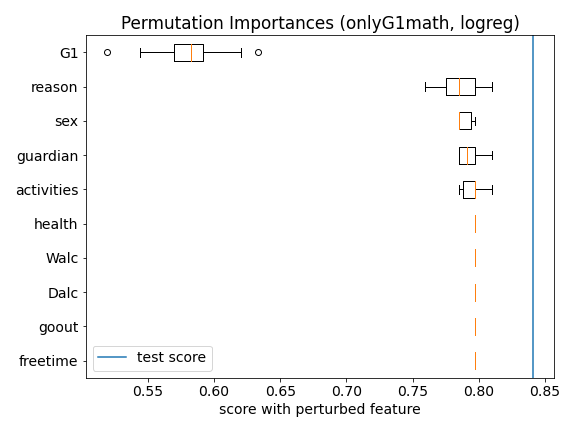 Permutation Importances (onlyG1math, logreg)
G1
reason
sex
guardian
activities
health
Walc
Dalc
goout
freetime
test score
0.55 0.60 0.65 0.70 0.75 0.80 0.85
score with perturbed feature